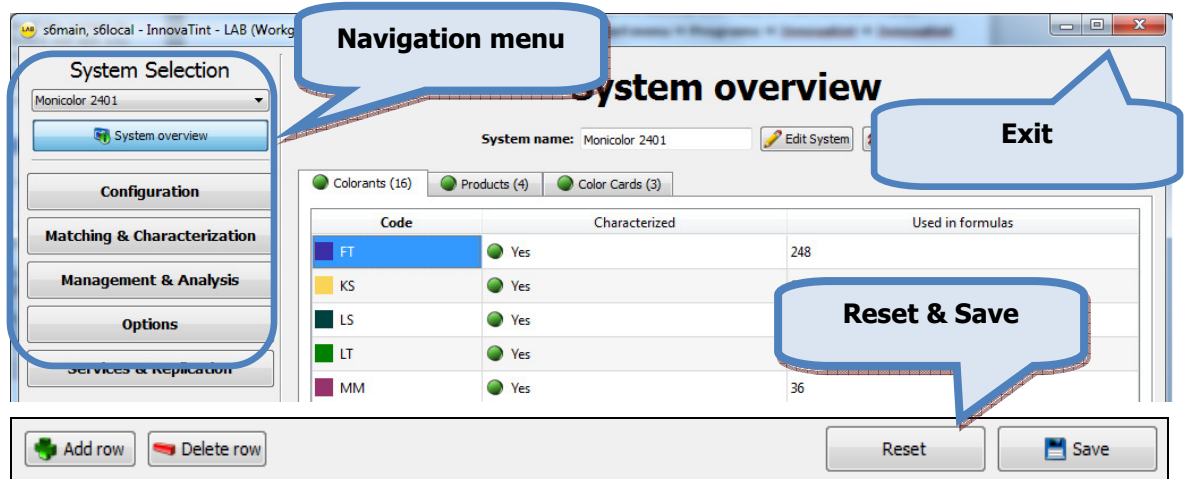 s6main, s6local - InnovaTint - LAB (Workg
Navigation menu
System Selection
Monicolor 2401
System overview
Configuration
Matching & Characterization
Management & Analysis
Options
Services & Replication
System overview
System name: Monicolor 2401 Edit System
Exit
Colorants (16) Products (4) Color Cards (3)
Code Characterized Used in formulas
FT Yes 248
KS Yes
LS Yes
LT Yes
MM Yes 36
Reset & Save
Add row Delete row Reset Save